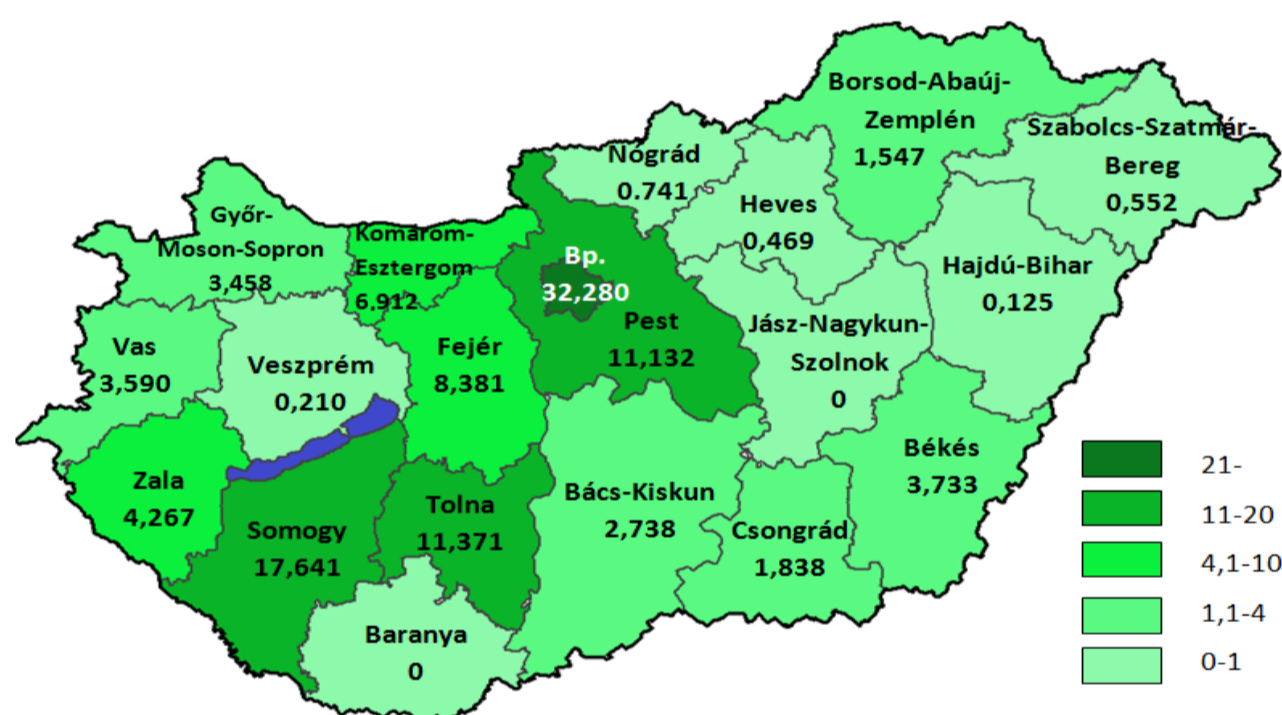 Borsod-Abaúj-
Zemplén
1,547
Szabolcs-Szatmár-
Bereg
0,552
Nógrád
0.741
Heves
0,469
Győr-
Moson-Sopron
3,458
Komárom-
Esztergom
6,912
Bp.
32,280
Pest
11,132
Hajdú-Bihar
0,125
Jász-Nagykun-
Szolnok
0
Vas
3,590
Veszprém
0,210
Fejér
8,381
Zala
4,267
Somogy
17,641
Tolna
11,371
Bács-Kiskun
2,738
Csongrád
1,838
Békés
3,733
Baranya
0
21-
11-20
4,1-10
1,1-4
0-1